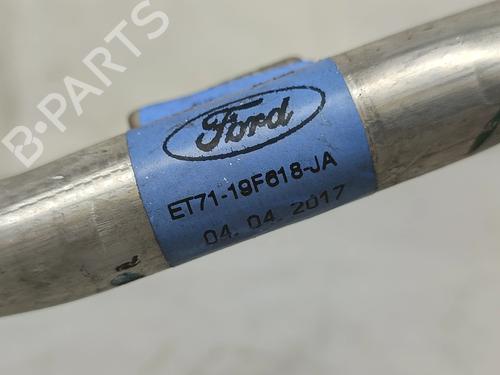 B-PARTS
Ford
ET71-19F618-JA
04. 04. 2017